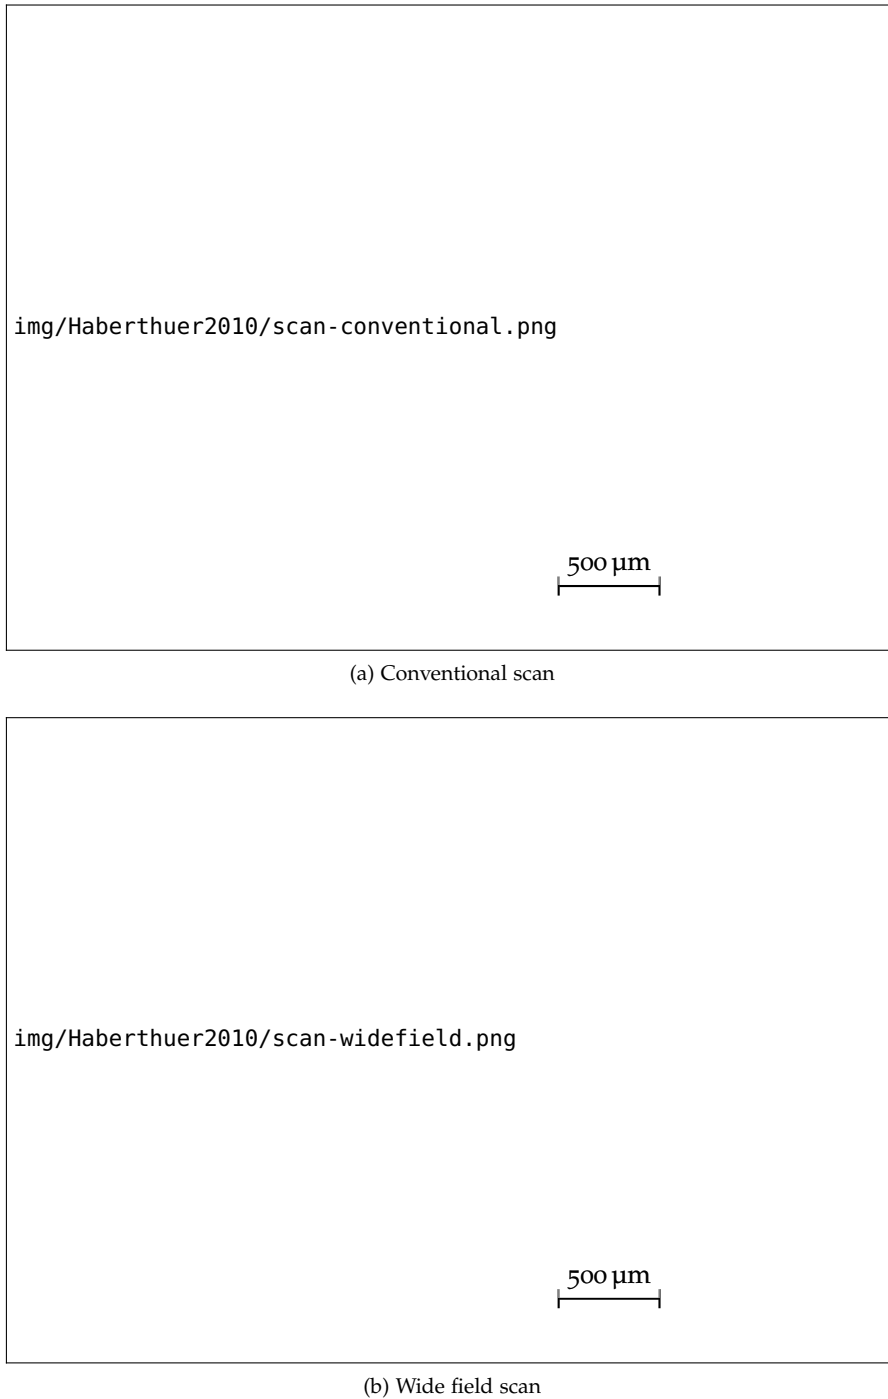 img/Haberthuer2010/scan-conventional.png
500 µm
(a) Conventional scan
img/Haberthuer2010/scan-widefield.png
500 µm
(b) Wide field scan